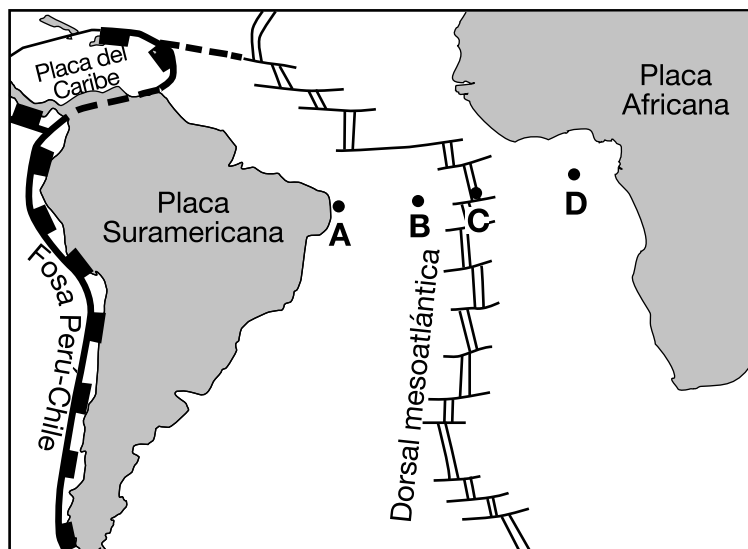 Placa del
Caribe
Placa
Africana
Placa
Suramericana
A
B
C
D
Fosa Perú-Chile
Dorsal mesoatlántica